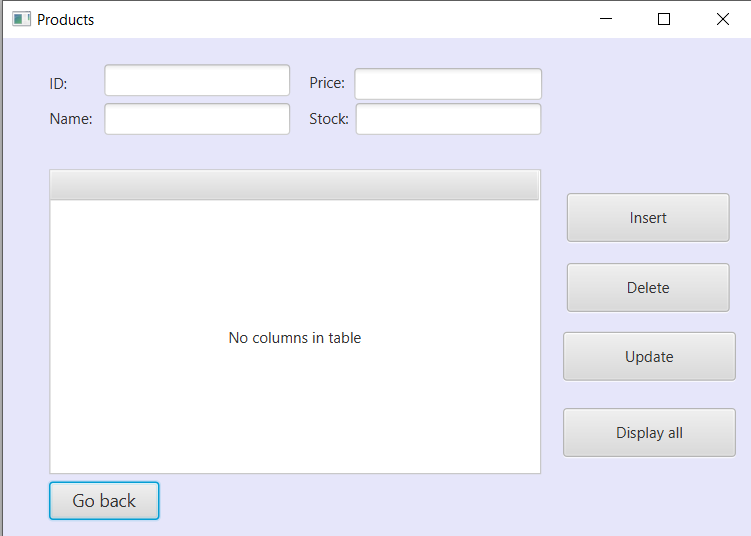 Products
ID:
Price:
Name:
Stock:
Insert
Delete
No columns in table
Update
Display all
Go back